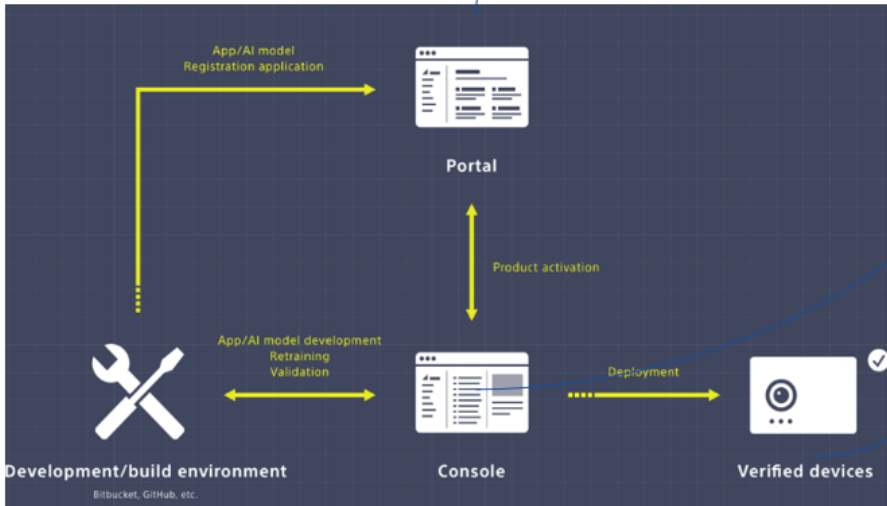 App/AI model
Registration application
Portal
Product activation
App/AI model development
Retraining
Validation
Deployment
Development/build environment
Bitbucket, GitHub, etc.
Console
Verified devices